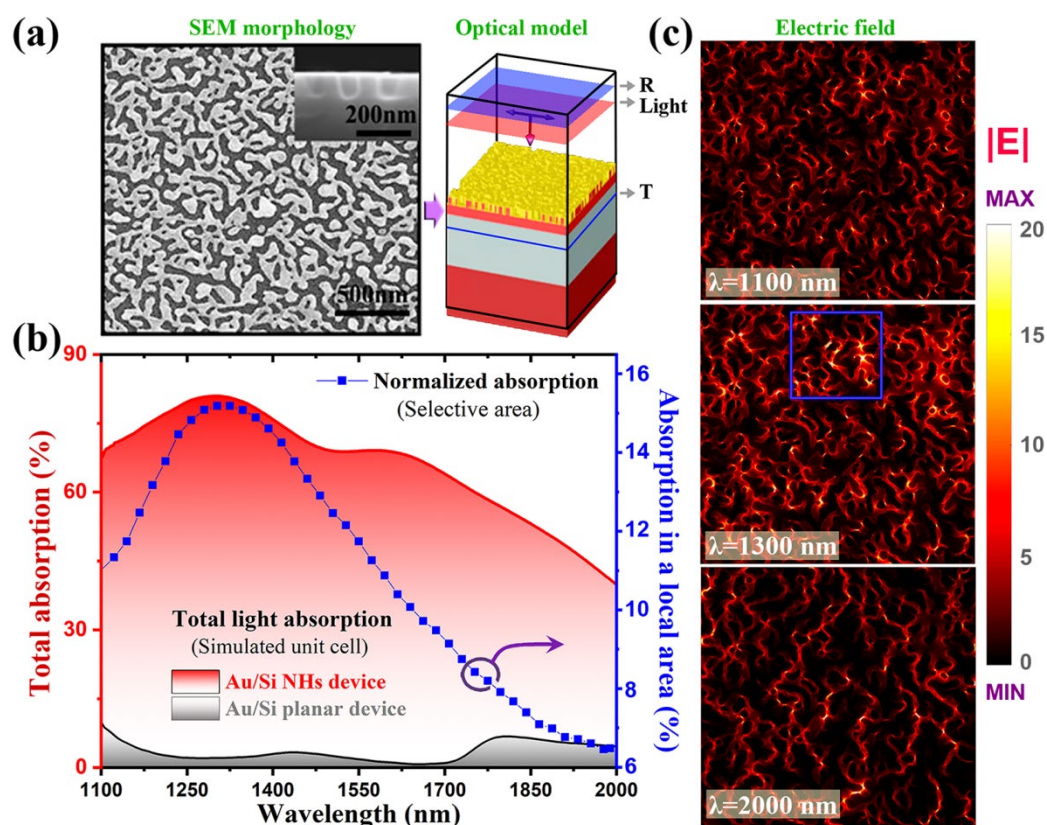 (a)
SEM morphology
200nm
500nm
Optical model
R
Light
T
(b)
90
60
30
0
Total absorption (%)
Normalized absorption
(Selective area)
Total light absorption
(Simulated unit cell)
Au/Si NHs device
Au/Si planar device
16
14
12
10
8
6
Absorption in a local area (%)
1100
1250
1400
1550
1700
1850
2000
Wavelength (nm)
(c)
Electric field
λ=1100 nm
λ=1300 nm
λ=2000 nm
|E|
MAX
20
15
10
5
0
MIN